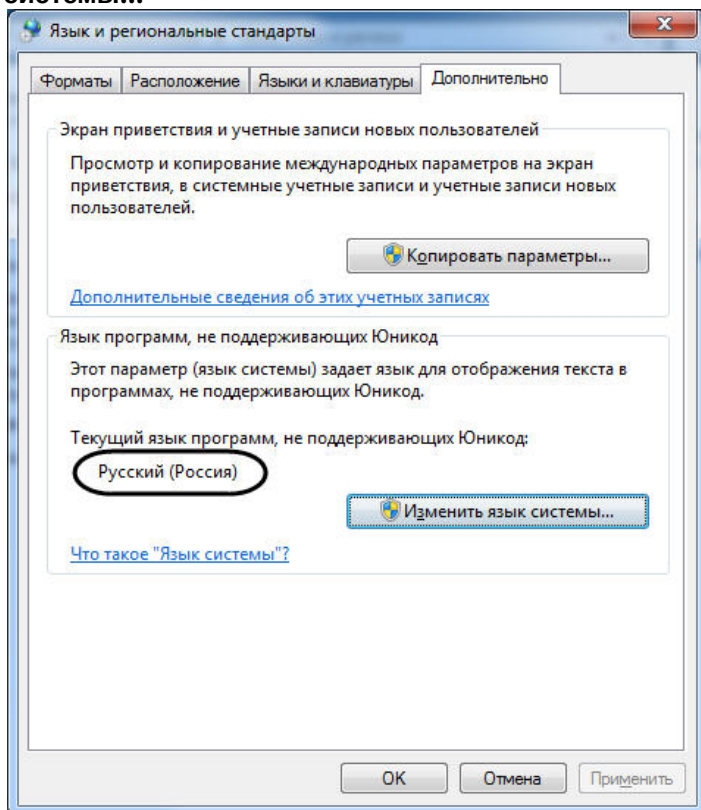 системы...
Язык и региональные стандарты
Форматы Расположение Языки и клавиатуры Дополнительно
Экран приветствия и учетные записи новых пользователей
Просмотр и копирование международных параметров на экран
приветствия, в системные учетные записи и учетные записи новых
пользователей.
Копировать параметры...
Дополнительные сведения об этих учетных записях
Язык программ, не поддерживающих Юникод
Этот параметр (язык системы) задает язык для отображения текста в
программах, не поддерживающих Юникод.
Текущий язык программ, не поддерживающих Юникод:
Русский (Россия)
Изменить язык системы...
Что такое "Язык системы"?
ОК Отмена Применить